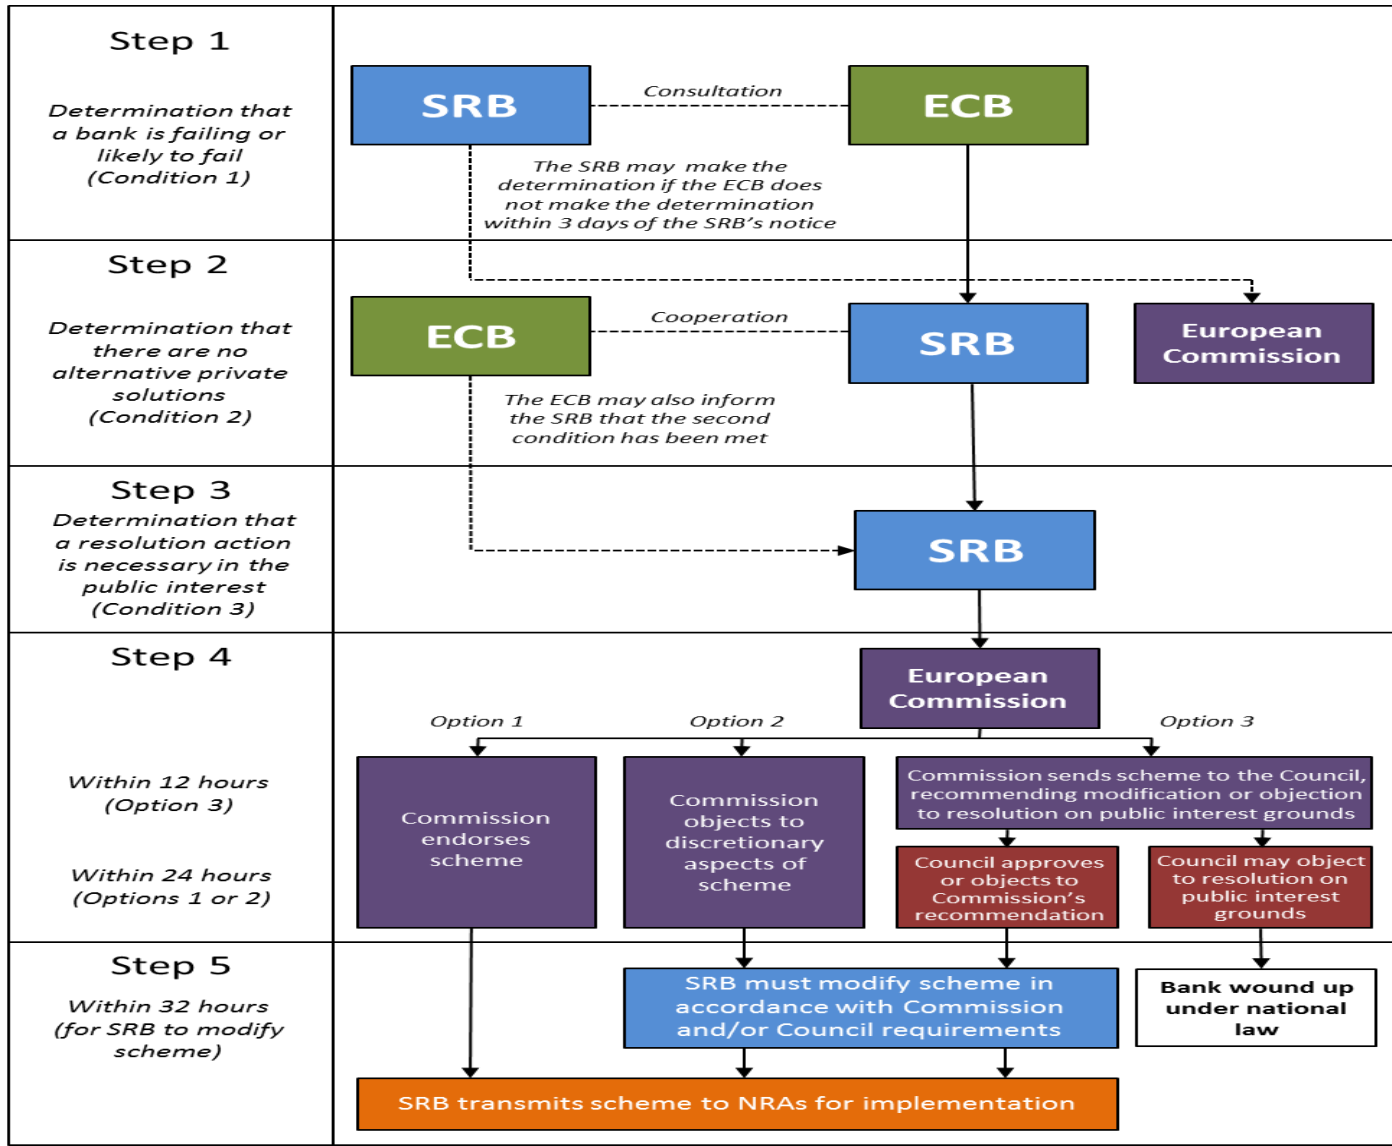 Step 1
Determination that
a bank is failing or
likely to fail
(Condition 1)
SRB
Consultation
ECB
The SRB may make the
determination if the ECB does
not make the determination
within 3 days of the SRB's notice
Step 2
Determination that
there are no
alternative private
solutions
(Condition 2)
ECB
Cooperation
SRB
European
Commission
The ECB may also inform
the SRB that the second
condition has been met
Step 3
Determination that
a resolution action
is necessary in the
public interest
(Condition 3)
SRB
Step 4
Within 12 hours
(Option 3)
Within 24 hours
(Options 1 or 2)
European
Commission
Option 1
Option 2
Option 3
Commission
endorses
scheme
Commission
objects to
discretionary
aspects of
scheme
Commission sends scheme to the Council,
recommending modification or objection
to resolution on public interest grounds
Council approves
or objects to
Commission's
recommendation
Council may object
to resolution on
public interest
grounds
Step 5
Within 32 hours
(for SRB to modify
scheme)
SRB must modify scheme in
accordance with Commission
and/or Council requirements
Bank wound up
under national
law
SRB transmits scheme to NRAs for implementation